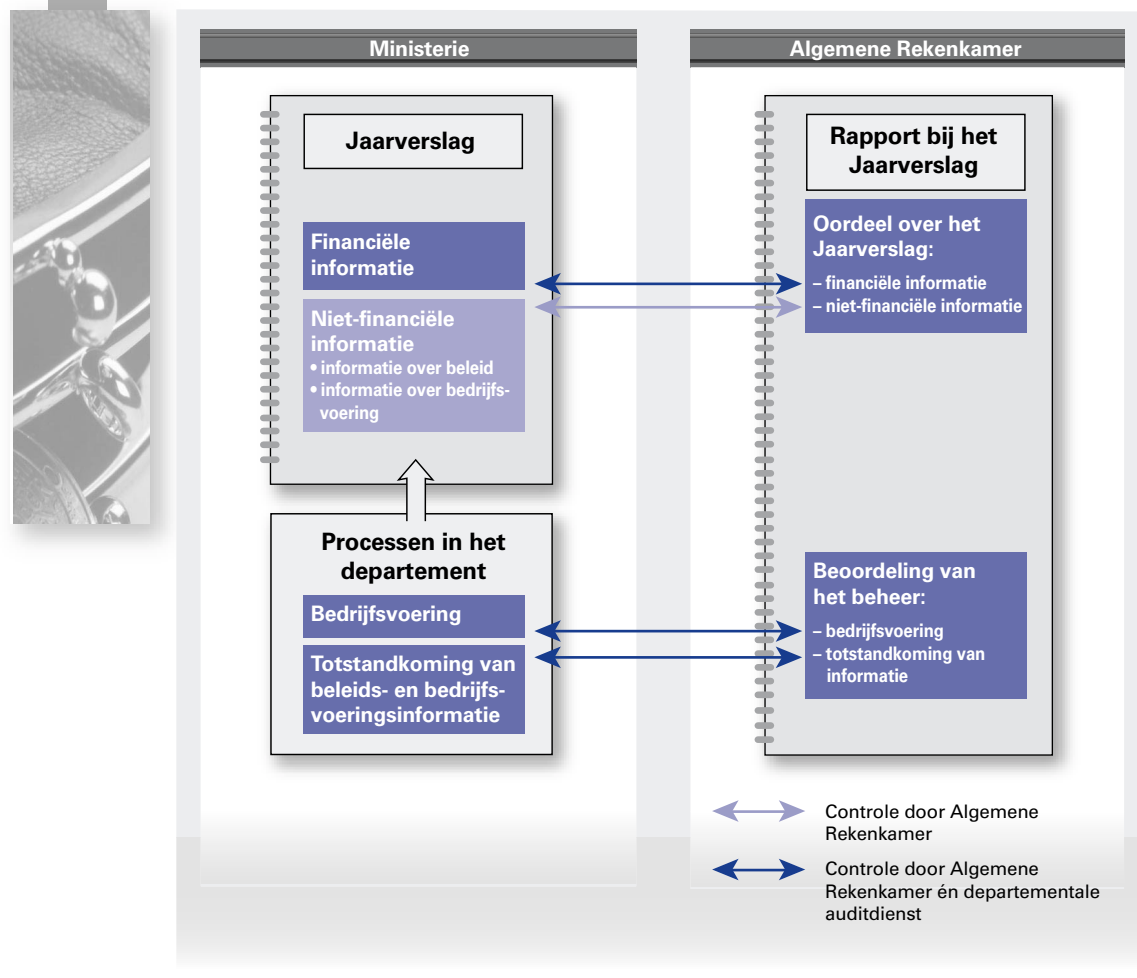 Ministerie
Jaarverslag
Financiële
informatie
Niet-financiële
informatie
• informatie over beleid
• informatie over bedrijfs-
voering
Processen in het
departement
Bedrijfsvoering
Totstandkoming van
beleids- en bedrijfs-
voeringsinformatie
Algemene Rekenkamer
Rapport bij het
Jaarverslag
Oordeel over het
Jaarverslag:
– financiële informatie
– niet-financiële informatie
Beoordeling van
het beheer:
– bedrijfsvoering
– totstandkoming van
informatie
Controle door Algemene
Rekenkamer
Controle door Algemene
Rekenkamer én departementale
auditdienst